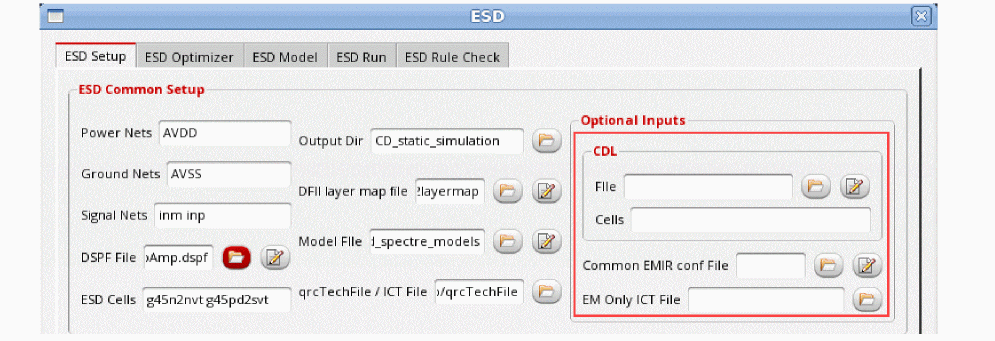 ESD
ESD Setup ESD Optimizer ESD Model ESD Run ESD Rule Check
ESD Common Setup
Power Nets AVDD
Ground Nets AVSS
Signal Nets inm inp
DSPF File Amp.dspf
ESD Cells g45n2nvt g45pd2svt
Output Dir CD_static_simulation
DFII layer map file layermap
Model File _spectre_models
qrcTechFile / ICT File /qrcTechFile
Optional Inputs
CDL
File
Cells
Common EMIR conf File
EM Only ICT File